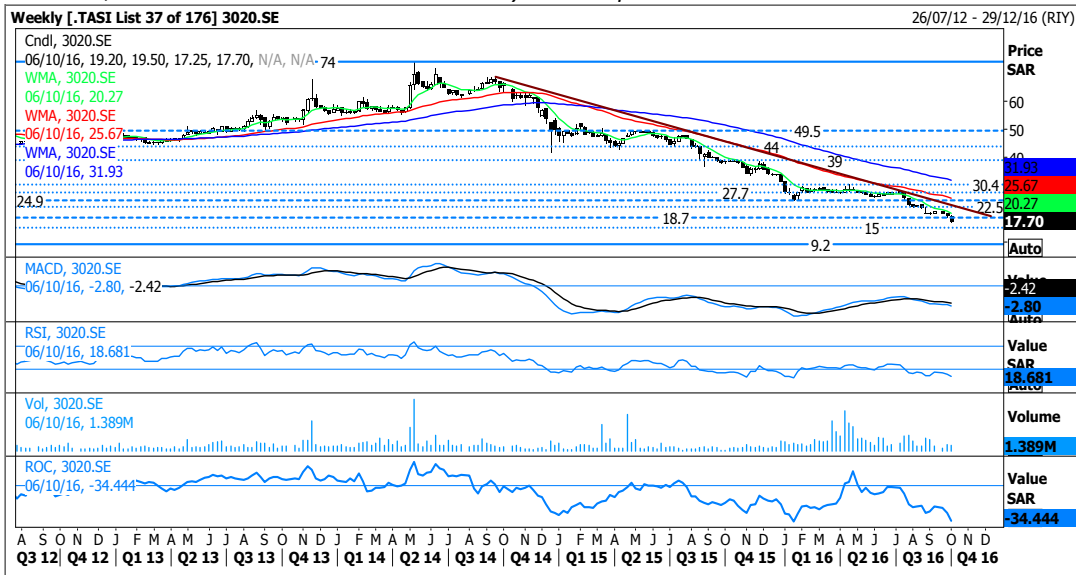 Weekly [.TASI List 37 of 176] 3020.SE
26/07/12 - 29/12/16 (RIY)
Cndl, 3020.SE
06/10/16, 19.20, 19.50, 17.25, 17.70, N/A, N/A
WMA, 3020.SE
06/10/16, 20.27
WMA, 3020.SE
06/10/16, 25.67
WMA, 3020.SE
06/10/16, 31.93
74
49.5
44
39
30.4
27.7
24.9
22.5
18.7
15
9.2
Price
SAR
60
50
40
31.93
25.67
20.27
17.70
Auto
MACD, 3020.SE
06/10/16, -2.80, -2.42
Value
-2.42
-2.80
Auto
RSI, 3020.SE
06/10/16, 18.681
Value
SAR
18.681
Vol, 3020.SE
06/10/16, 1.389M
Volume
1.389M
ROC, 3020.SE
06/10/16, -34.444
Value
SAR
-34.444
A S O N D J F M A M J J A S O N D J F M A M J J A S O N D J F M A M J J A S O N D J F M A M J J A S O N D
Q3 12 Q4 12 Q1 13 Q2 13 Q3 13 Q4 13 Q1 14 Q2 14 Q3 14 Q4 14 Q1 15 Q2 15 Q3 15 Q4 15 Q1 16 Q2 16 Q3 16 Q4 16